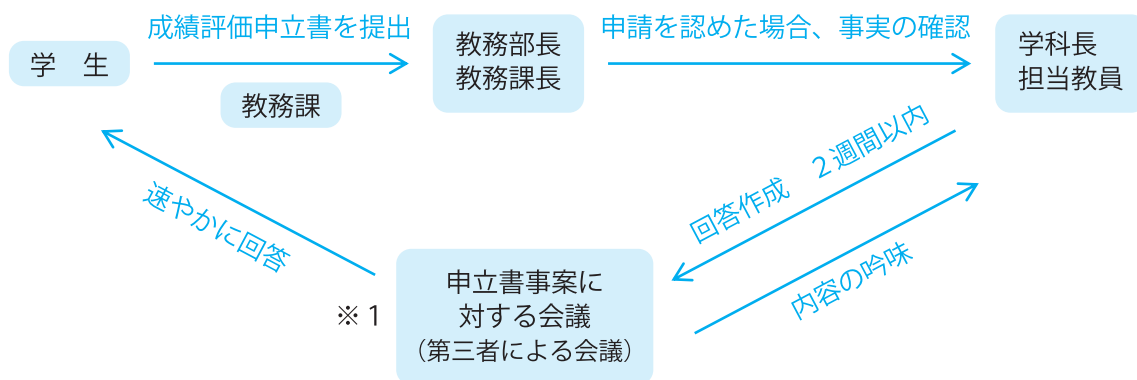 成績評価申立書を提出
申請を認めた場合、事実の確認
学　生
教務部長
教務課長
学科長
担当教員
教務課
回答作成　2週間以内
速やかに回答
内容の吟味
※1
申立書事案に
対する会議
（第三者による会議）